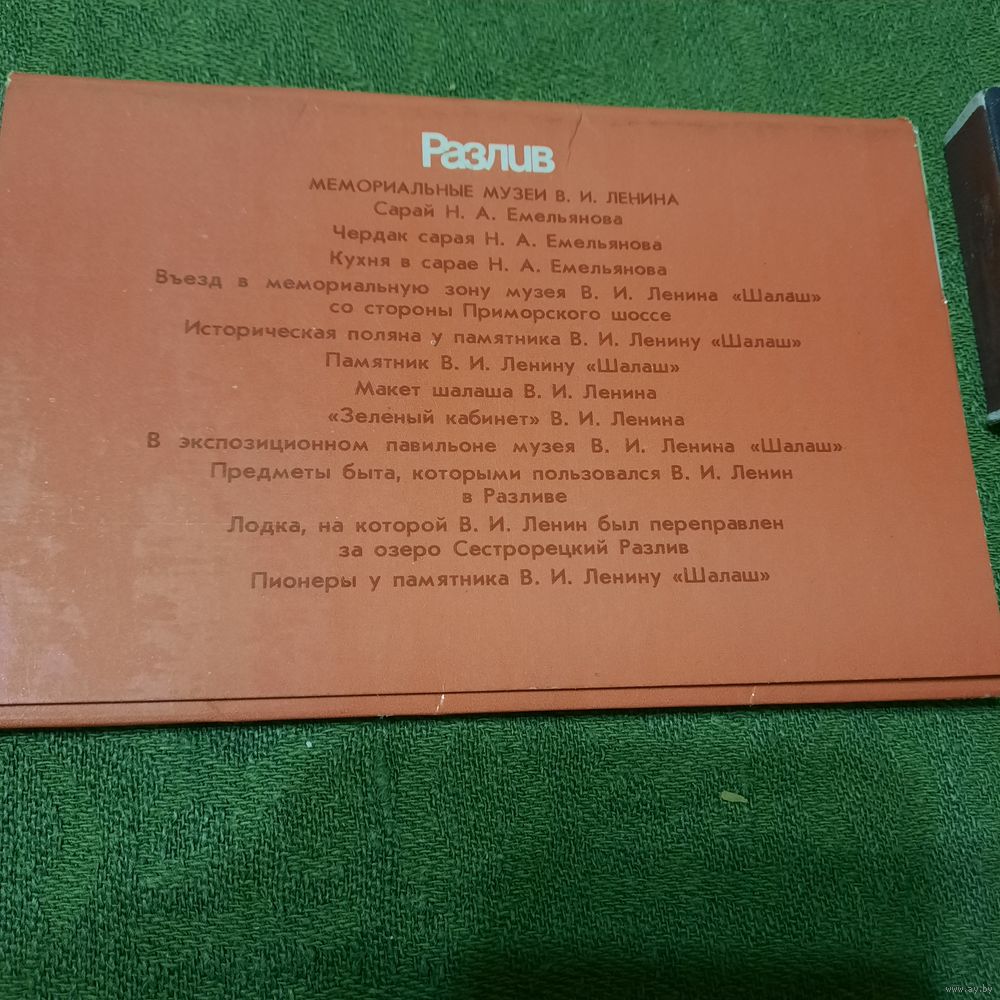 Разлив
МЕМОРИАЛЬНЫЕ МУЗЕИ В. И. ЛЕНИНА
Сарай Н. А. Емельянова
Чердак сарая Н. А. Емельянова
Кухня в сарае Н. А. Емельянова
Въезд в мемориальную зону музея В. И. Ленина «Шалаш»
со стороны Приморского шоссе
Историческая поляна у памятника В. И. Ленину «Шалаш»
Памятник В. И. Ленину «Шалаш»
Макет шалаша В. И. Ленина
«Зеленый кабинет» В. И. Ленина
В экспозиционном павильоне музея В. И. Ленина «Шалаш»
Предметы быта, которыми пользовался В. И. Ленин
в Разливе
Лодка, на которой В. И. Ленин был переправлен
за озеро Сестрорецкий Разлив
Пионеры у памятника В. И. Ленину «Шалаш»
www.ay.by